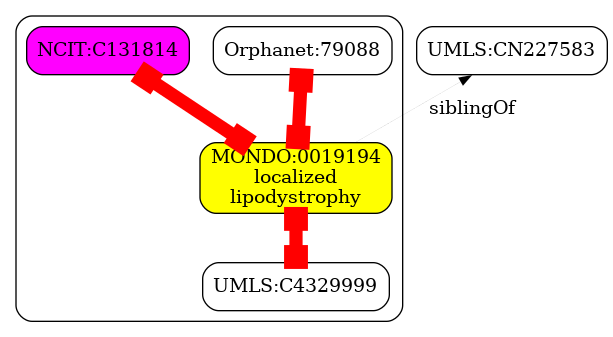 NCIT:C131814
Orphanet:79088
UMLS:CN227583
siblingOf
MONDO:0019194
localized
lipodystrophy
UMLS:C4329999